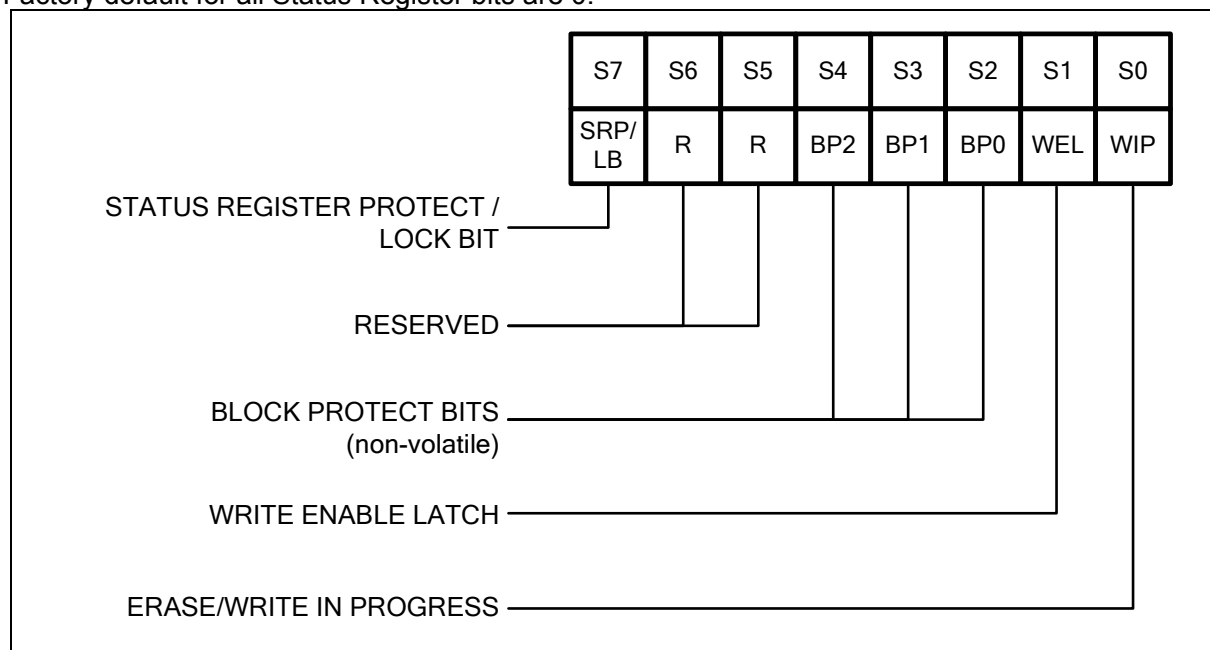 Factory default for all Status Register bits are 0.
S7 S6 S5 S4 S3 S2 S1 S0
SRP/
LB R R BP2 BP1 BP0 WEL WIP
STATUS REGISTER PROTECT /
LOCK BIT
RESERVED
BLOCK PROTECT BITS
(non-volatile)
WRITE ENABLE LATCH
ERASE/WRITE IN PROGRESS